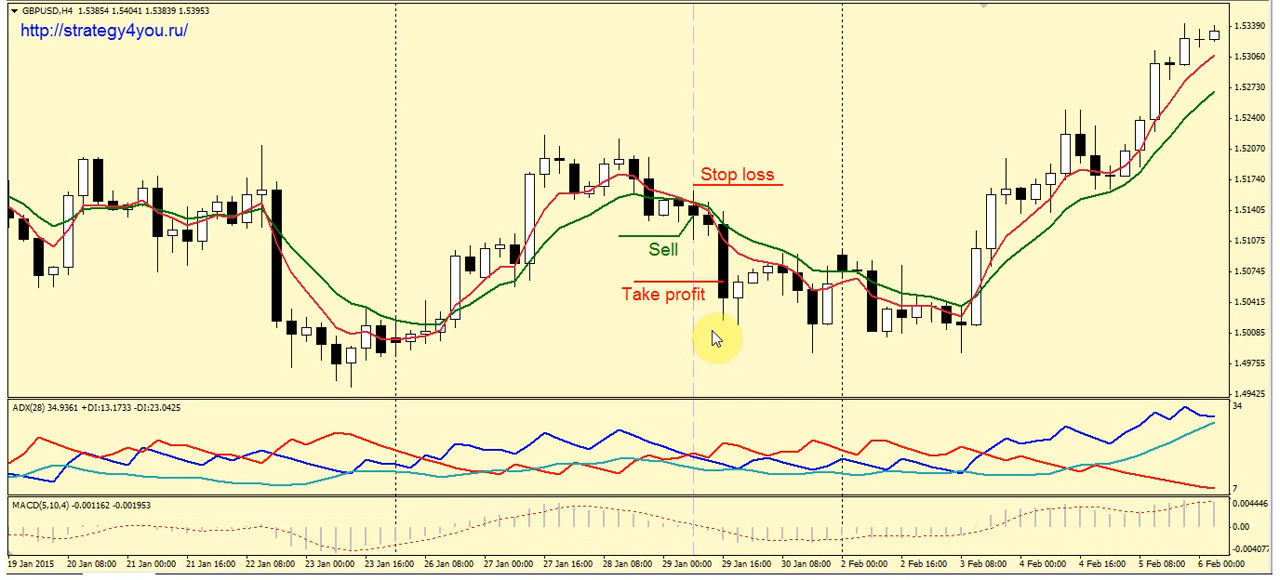 GBPUSD,H4 1.53854 1.54041 1.53839 1.53953
http://strategy4you.ru/
1.53390
1.53060
1.52730
1.52400
1.52070
1.51740
1.51405
1.51075
1.50745
1.50415
1.50085
1.49755
1.49425
Stop loss
Sell
Take profit
ADX(28) 34.9361 +DI:13.1733 -DI:23.0425
34
7
MACD(5,10,4) -0.001162 -0.001953
0.004446
0.00
-0.004077
19 Jan 2015 20 Jan 08:00 21 Jan 00:00 21 Jan 16:00 22 Jan 08:00 23 Jan 00:00 23 Jan 16:00 26 Jan 08:00 27 Jan 00:00 27 Jan 16:00 28 Jan 08:00 29 Jan 00:00 29 Jan 16:00 30 Jan 08:00 2 Feb 00:00 2 Feb 16:00 3 Feb 08:00 4 Feb 00:00 4 Feb 16:00 5 Feb 08:00 6 Feb 00:00